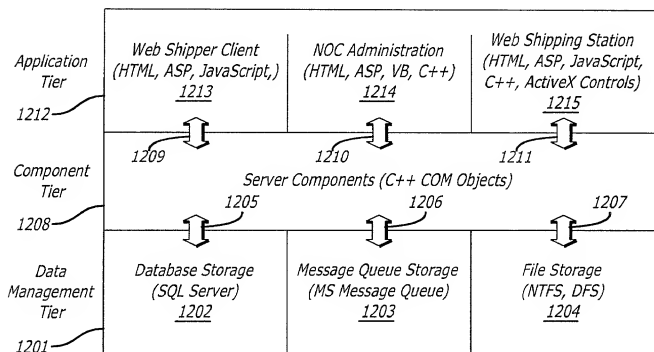 Application
Tier
1212
Web Shipper Client
(HTML, ASP, JavaScript,)
1213
NOC Administration
(HTML, ASP, VB, C++)
1214
Web Shipping Station
(HTML, ASP, JavaScript,
C++, ActiveX Controls)
1215
1209
1210
1211
Component
Tier
1208
Server Components (C++ COM Objects)
1205
1206
1207
Data
Management
Tier
1201
Database Storage
(SQL Server)
1202
Message Queue Storage
(MS Message Queue)
1203
File Storage
(NTFS, DFS)
1204